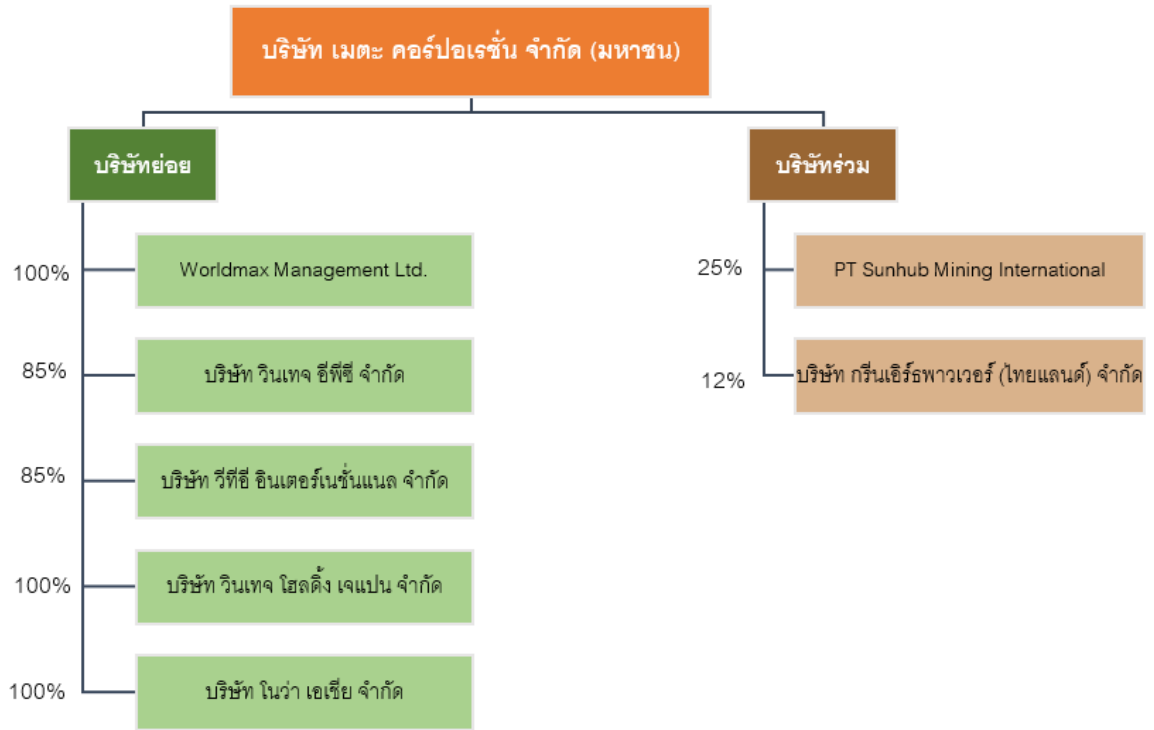 บริษัท เมตะ คอร์ปอเรชั่น จำกัด (มหาชน)
บริษัทย่อย
100%
Worldmax Management Ltd.
85%
บริษัท วินเทจ อีพีซี จำกัด
85%
บริษัท วีทีอี อินเตอร์เนชั่นแนล จำกัด
100%
บริษัท วินเทจ โฮลดิ้ง เจแปน จำกัด
100%
บริษัท โนว่า เอเชีย จำกัด
บริษัทร่วม
25%
PT Sunhub Mining International
12%
บริษัท กรีนเอิร์ธพาวเวอร์ (ไทยแลนด์) จำกัด